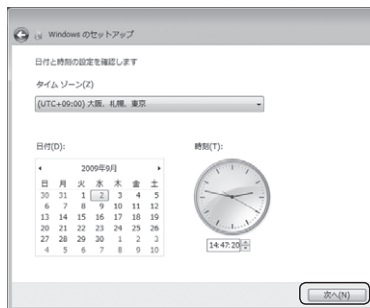 Windows のセットアップ
日付と時刻の設定を確認します
タイム ゾーン(Z)
(UTC+09:00) 大阪、札幌、東京
日付(D):
時刻(T):
2009年9月
日 月 火 水 木 金 土
30 31 1 2 3 4 5
6 7 8 9 10 11 12
13 14 15 16 17 18 19
20 21 22 23 24 25 26
27 28 29 30 1 2 3
4 5 6 7 8 9 10
14:47:20
次へ(N)